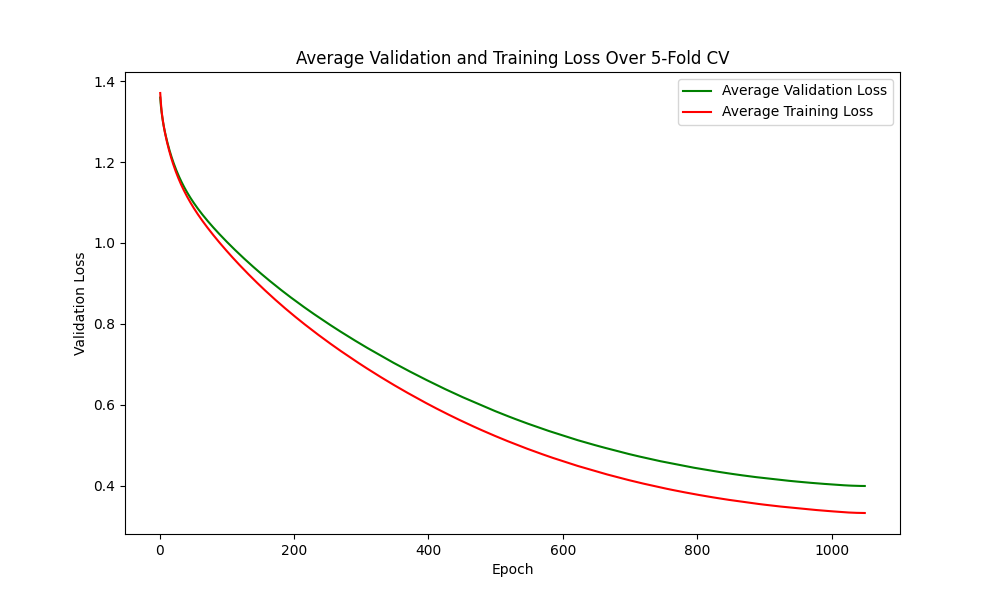 Average Validation and Training Loss Over 5-Fold CV
Average Validation Loss
Average Training Loss
Validation Loss
1.4
1.2
1.0
0.8
0.6
0.4
0
200
400
600
800
1000
Epoch